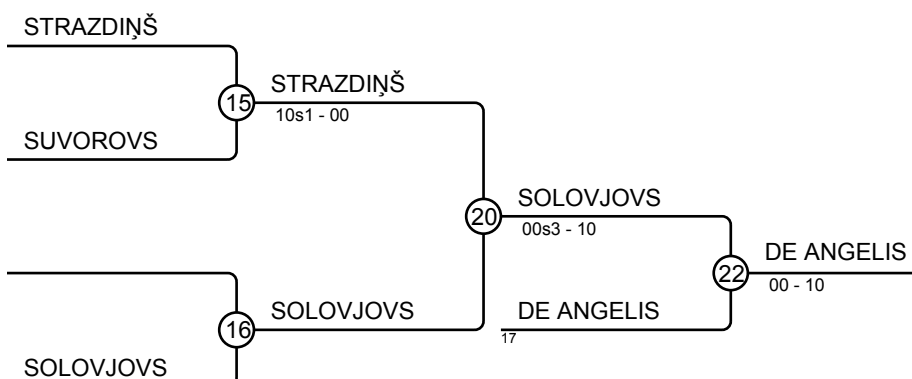 STRAZDIŅŠ
15
STRAZDIŅŠ
10s1 - 00
SUVOROVS
20
SOLOVJOVS
00s3 - 10
22
DE ANGELIS
00 - 10
16
SOLOVJOVS
DE ANGELIS
17
SOLOVJOVS